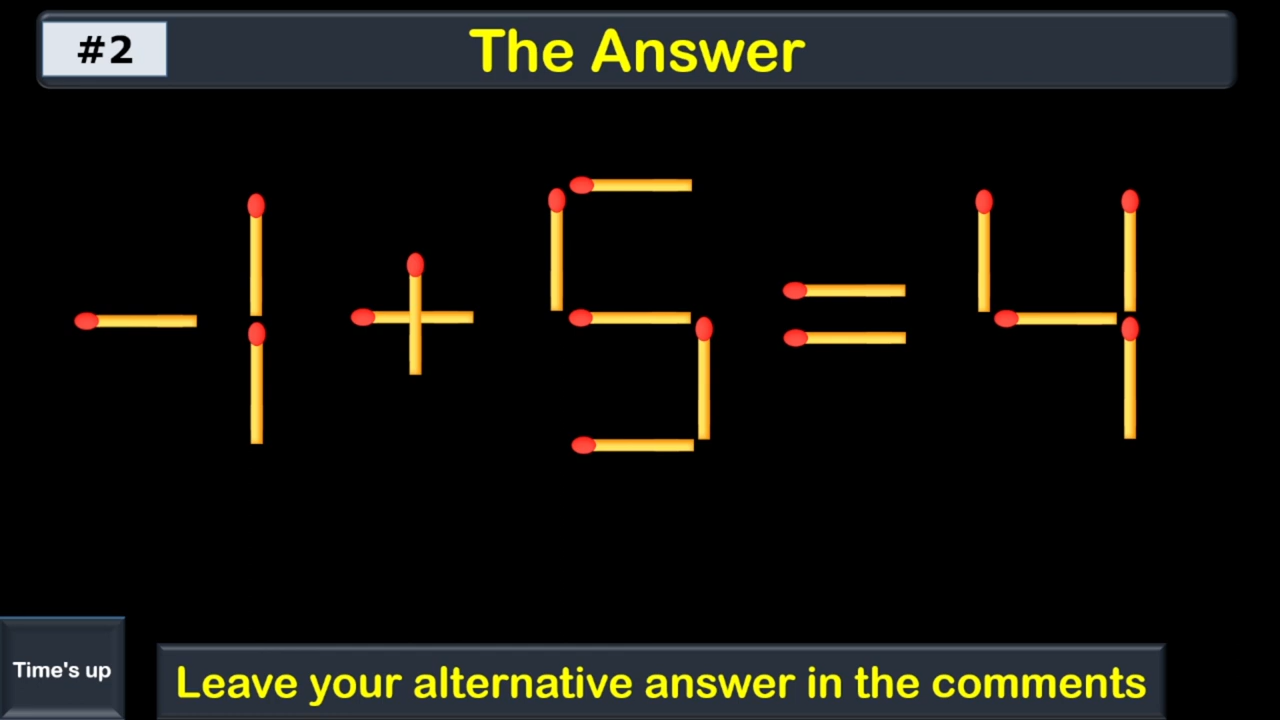 #2
The Answer
-1+5=4
Time's up
Leave your alternative answer in the comments